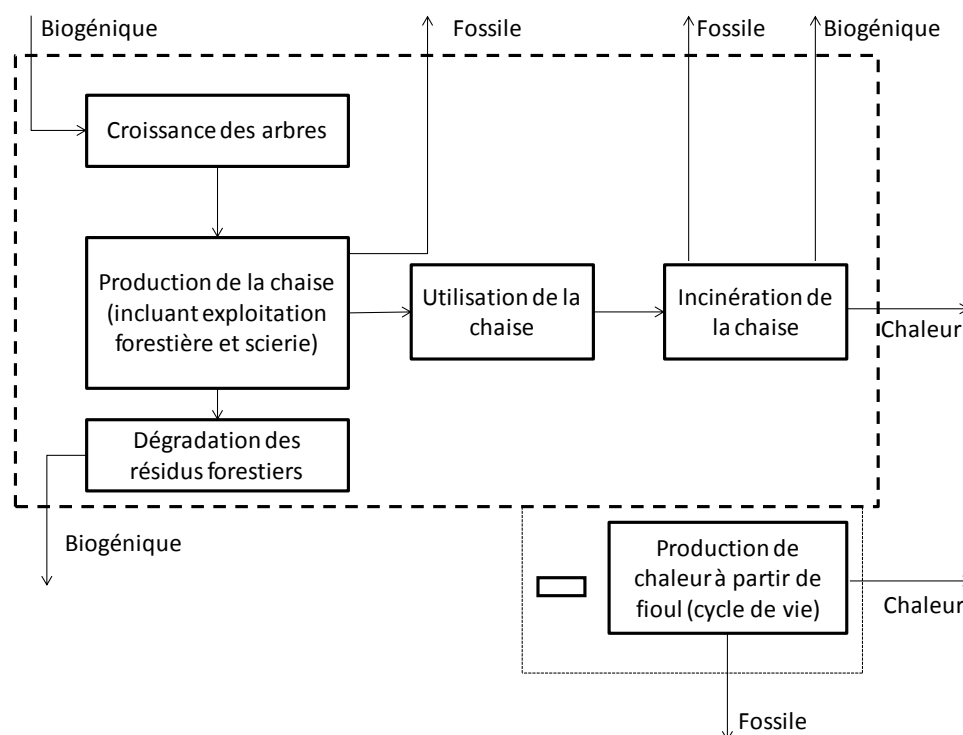 Biogénique
Fossile
Fossile
Biogénique
Croissance des arbres
Production de la chaise
(incluant exploitation
forestière et scierie)
Utilisation de la
chaise
Incinération de
la chaise
Chaleur
Dégradation des
résidus forestiers
Biogénique
Production de
chaleur à partir de
fioul (cycle de vie)
Chaleur
Fossile